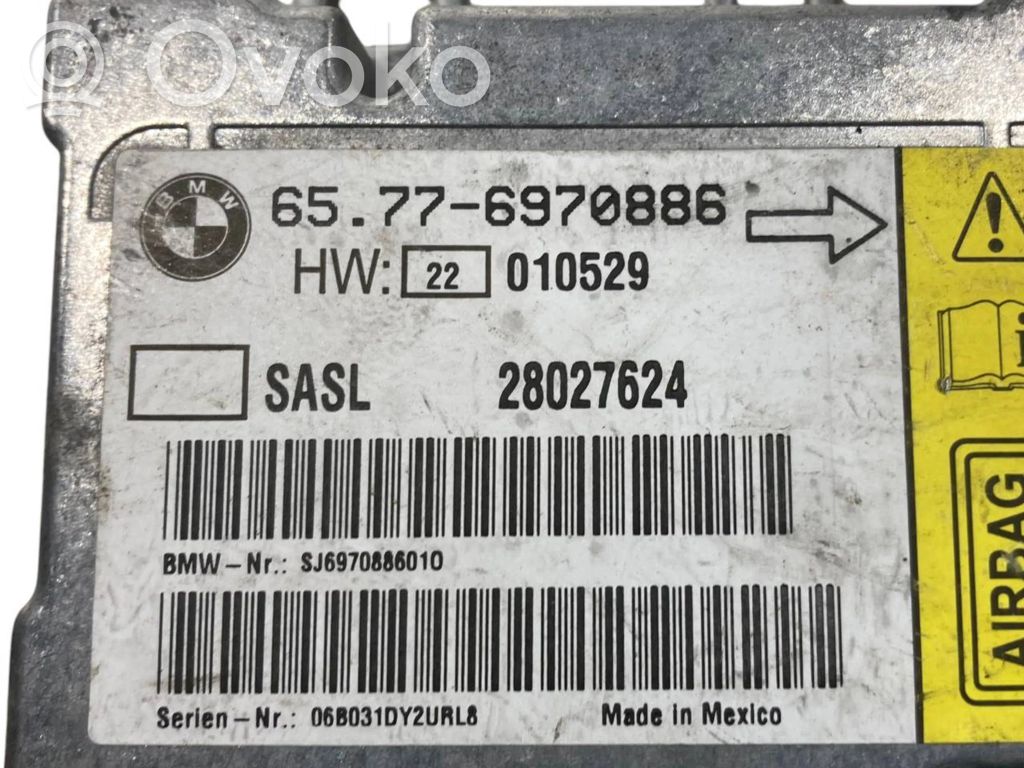 Ovoko
BMW
65.77-6970886
HW: 22 010529
SASL 28027624
BMW-Nr.: SJ6970886010
Serien-Nr.: 06B031DY2URL8 Made in Mexico
!
i
AIRBAG